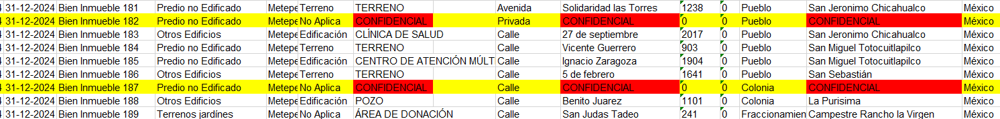 4 31-12-2024 Bien Inmueble 181 Predio no Edificado Metepe Terreno TERRENO Avenida Solidaridad las Torres 1238 0 Pueblo San Jeronimo Chicahualco México
4 31-12-2024 Bien Inmueble 182 Predio no Edificado Metepe No Aplica CONFIDENCIAL Privada CONFIDENCIAL 0 0 Pueblo CONFIDENCIAL México
4 31-12-2024 Bien Inmueble 183 Otros Edificios Metepe Edificación CLÍNICA DE SALUD Calle 27 de septiembre 2017 0 Pueblo San Jeronimo Chicahualco México
4 31-12-2024 Bien Inmueble 184 Predio no Edificado Metepe Terreno TERRENO Calle Vicente Guerrero 903 0 Pueblo San Miguel Totocuitlapilco México
4 31-12-2024 Bien Inmueble 185 Predio no Edificado Metepe Edificación CENTRO DE ATENCIÓN MÚLT Calle Ignacio Zaragoza 1904 0 Pueblo San Miguel Totocuitlapilco México
4 31-12-2024 Bien Inmueble 186 Otros Edificios Metepe Terreno TERRENO Calle 5 de febrero 1641 0 Pueblo San Sebastián México
4 31-12-2024 Bien Inmueble 187 Predio no Edificado Metepe No Aplica CONFIDENCIAL Calle CONFIDENCIAL 0 0 Colonia CONFIDENCIAL México
4 31-12-2024 Bien Inmueble 188 Otros Edificios Metepe Edificación POZO Calle Benito Juarez 1101 0 Colonia La Purisima México
4 31-12-2024 Bien Inmueble 189 Terrenos jardínes Metepe No Aplica ÁREA DE DONACIÓN Calle San Judas Tadeo 241 0 Fraccionamien Campestre Rancho la Virgen México